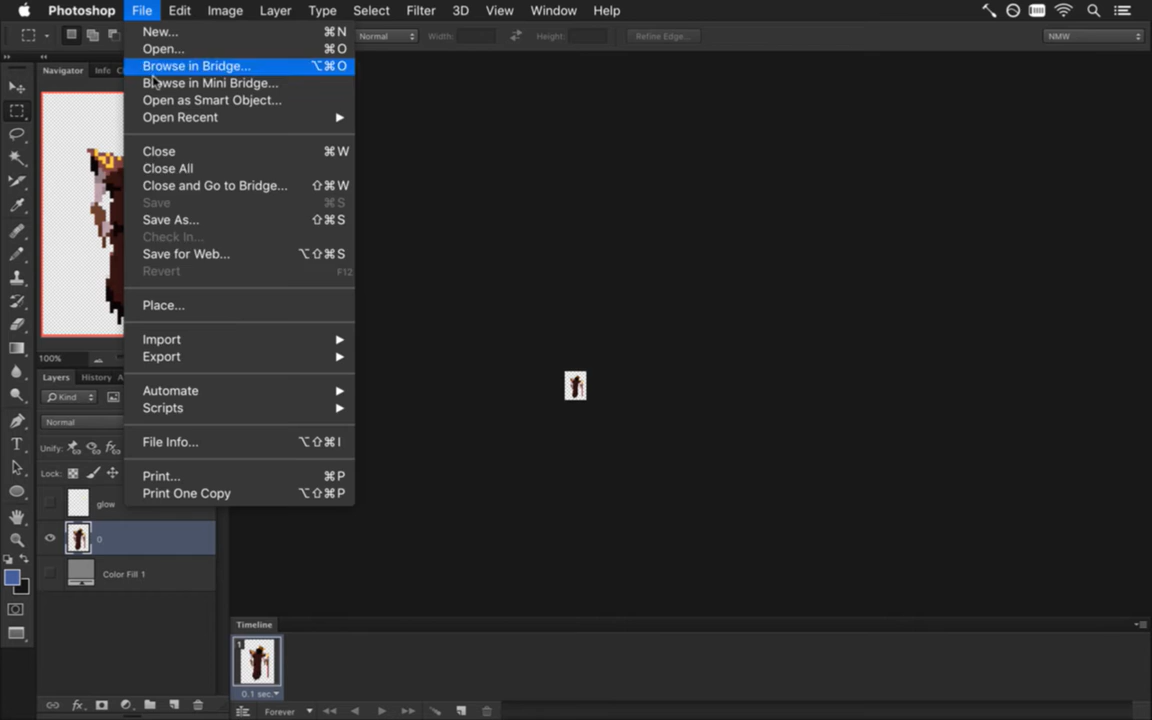 Photoshop File Edit Image Layer Type Select Filter 3D View Window Help
Normal Width: Height: Refine Edge... NMW
Navigator Info C
New... ⌘N
Open... ⌘O
Browse in Bridge... ⌥⌘O
Browse in Mini Bridge...
Open as Smart Object...
Open Recent ▶
Close ⌘W
Close All
Close and Go to Bridge... ⇧⌘W
Save ⌘S
Save As... ⇧⌘S
Check In...
Save for Web... ⌥⇧⌘S
Revert F12
Place...
Import ▶
Export ▶
Automate ▶
Scripts ▶
File Info... ⌥⇧⌘I
Print... ⌘P
Print One Copy ⌥⇧⌘P
100%
Layers History A
Kind
Normal
Unify:
Lock:
glow
0
Color Fill 1
Timeline
1
0.1 sec.
Forever